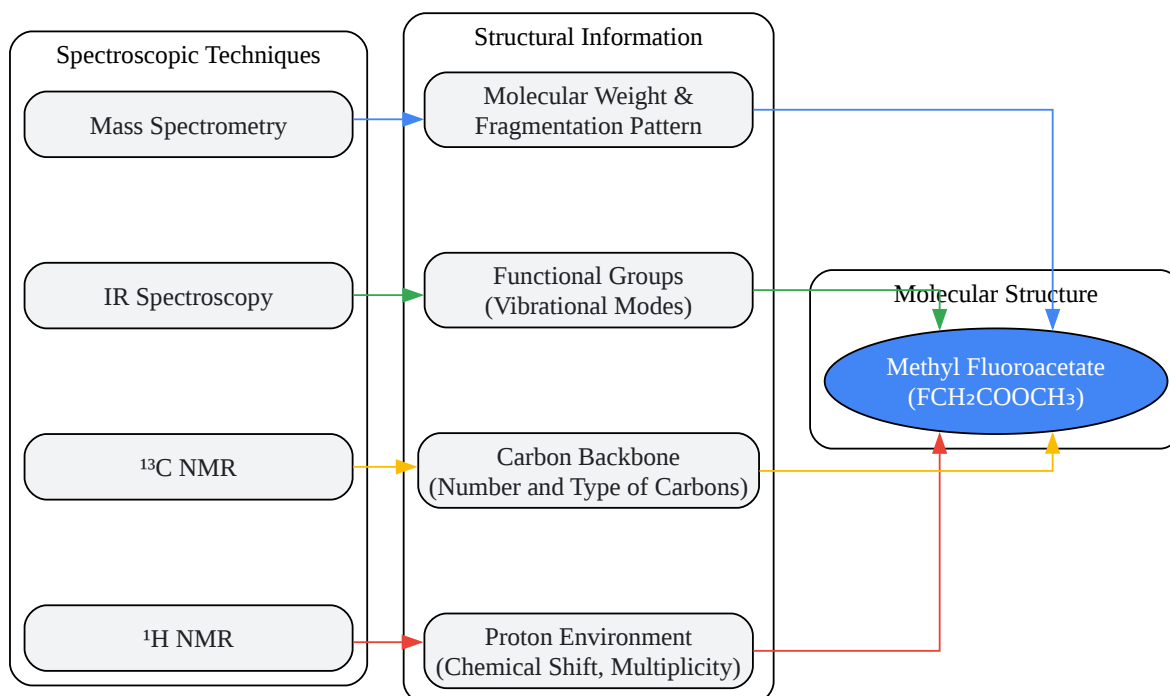 Spectroscopic Techniques
Mass Spectrometry
IR Spectroscopy
¹³C NMR
¹H NMR
Structural Information
Molecular Weight &
Fragmentation Pattern
Functional Groups
(Vibrational Modes)
Carbon Backbone
(Number and Type of Carbons)
Proton Environment
(Chemical Shift, Multiplicity)
Molecular Structure
Methyl Fluoroacetate
(FCH₂COOCH₃)